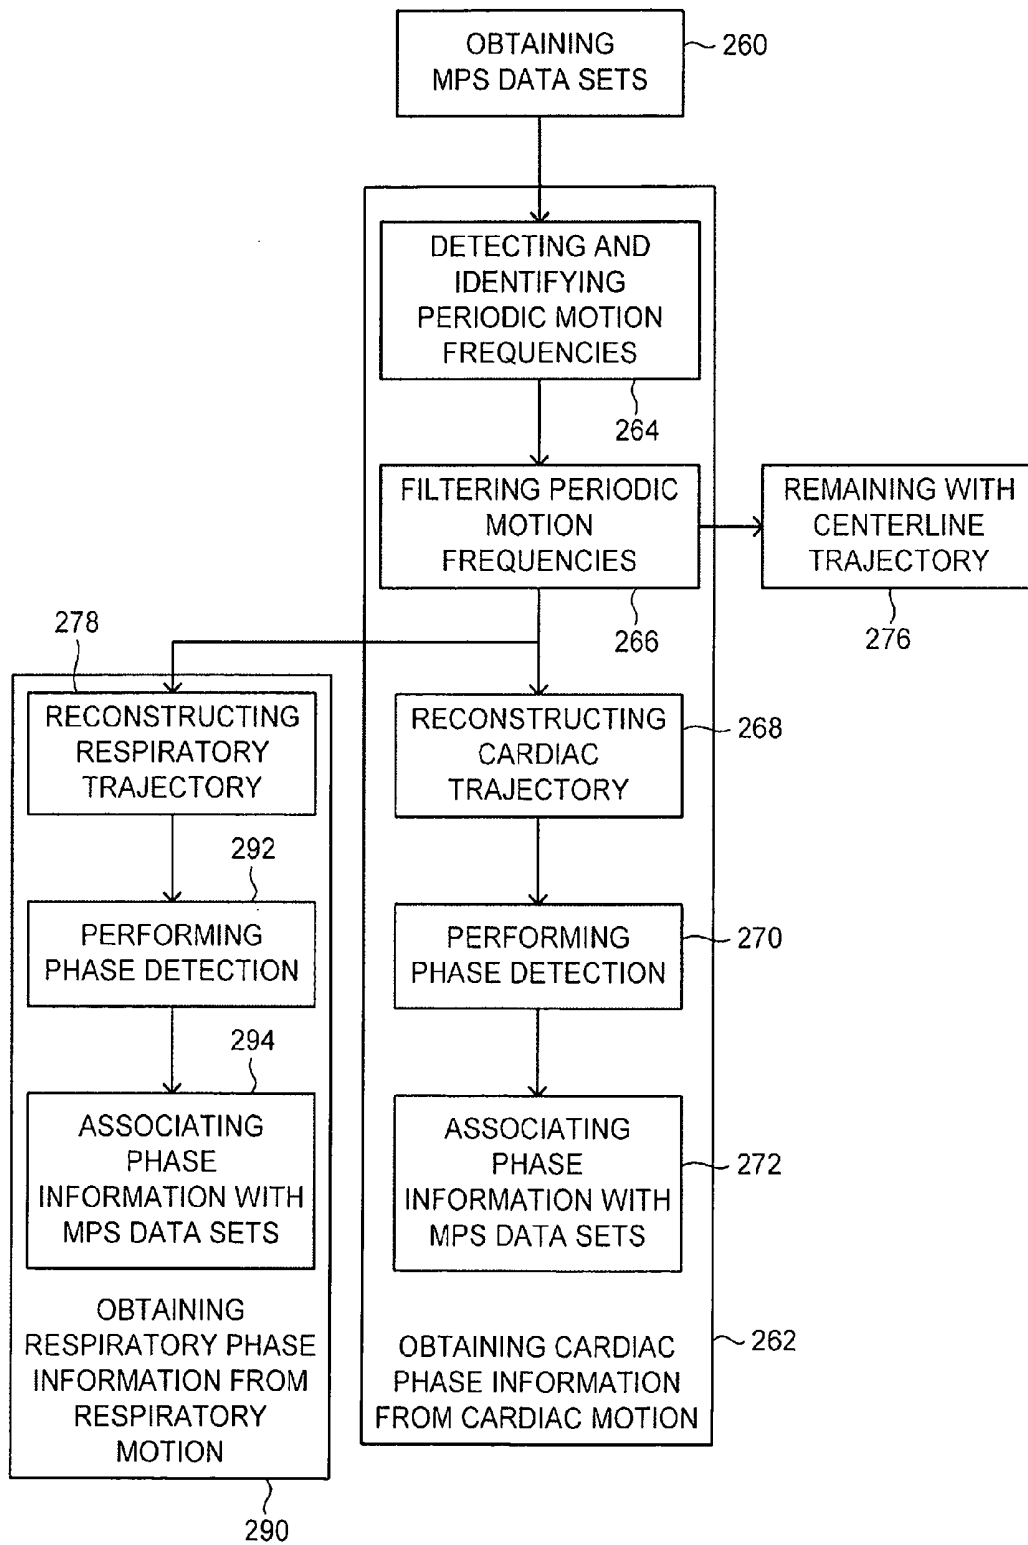 OBTAINING
MPS DATA SETS
260
DETECTING AND
IDENTIFYING
PERIODIC MOTION
FREQUENCIES
264
FILTERING PERIODIC
MOTION
FREQUENCIES
266
REMAINING WITH
CENTERLINE
TRAJECTORY
276
278
RECONSTRUCTING
RESPIRATORY
TRAJECTORY
RECONSTRUCTING
CARDIAC
TRAJECTORY
268
292
PERFORMING
PHASE DETECTION
PERFORMING
PHASE DETECTION
270
294
ASSOCIATING
PHASE
INFORMATION WITH
MPS DATA SETS
ASSOCIATING
PHASE
INFORMATION WITH
MPS DATA SETS
272
OBTAINING
RESPIRATORY PHASE
INFORMATION FROM
RESPIRATORY
MOTION
290
OBTAINING CARDIAC
PHASE INFORMATION
FROM CARDIAC MOTION
262